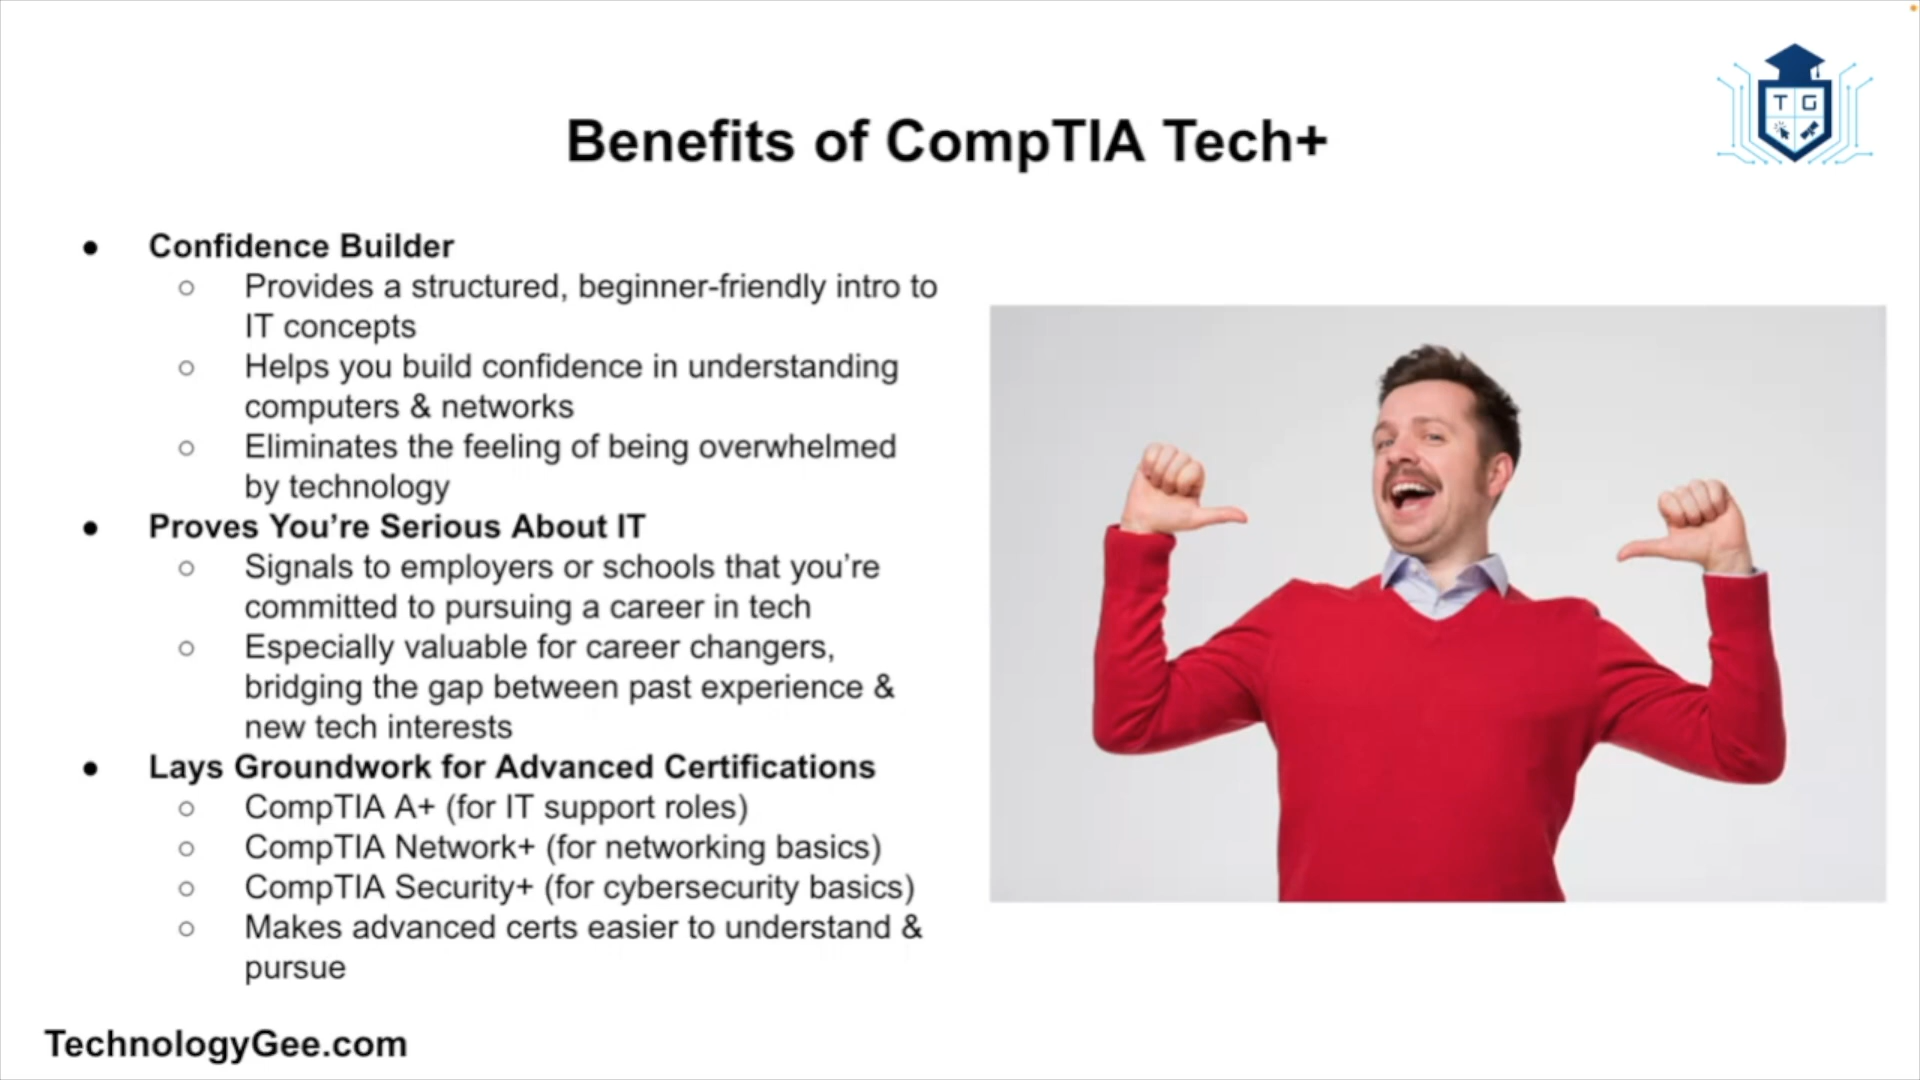 T G
Benefits of CompTIA Tech+
● Confidence Builder
○ Provides a structured, beginner-friendly intro to
IT concepts
○ Helps you build confidence in understanding
computers & networks
○ Eliminates the feeling of being overwhelmed
by technology
● Proves You’re Serious About IT
○ Signals to employers or schools that you’re
committed to pursuing a career in tech
○ Especially valuable for career changers,
bridging the gap between past experience &
new tech interests
● Lays Groundwork for Advanced Certifications
○ CompTIA A+ (for IT support roles)
○ CompTIA Network+ (for networking basics)
○ CompTIA Security+ (for cybersecurity basics)
○ Makes advanced certs easier to understand &
pursue
TechnologyGee.com